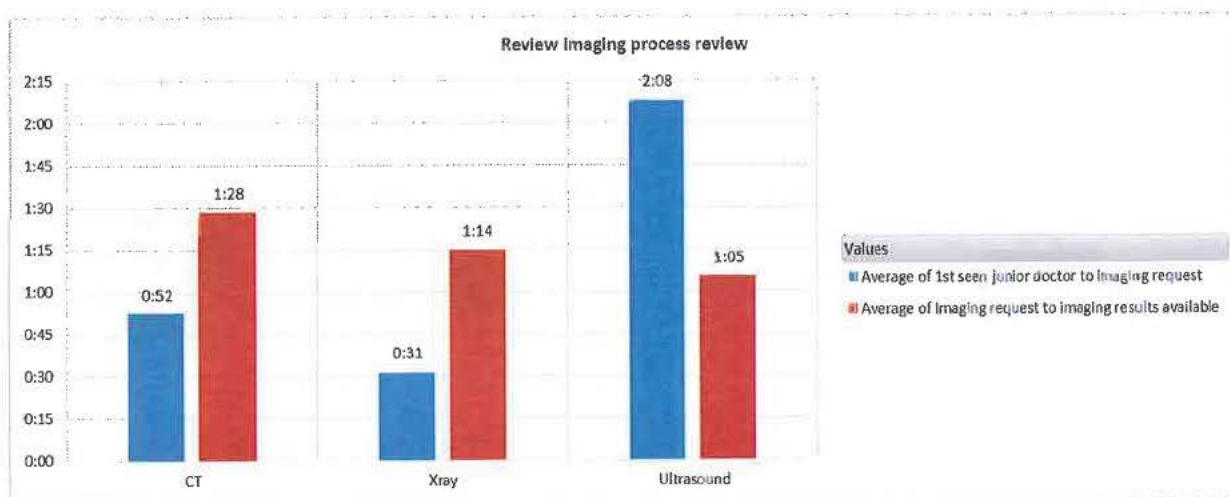 Review imaging process review
2:15
2:00
1:45
1:30
1:15
1:00
0:45
0:30
0:15
0:00
0:52
1:28
0:31
1:14
2:08
1:05
CT
Xray
Ultrasound
Values
Average of 1st seen junior doctor to imaging request
Average of imaging request to imaging results available